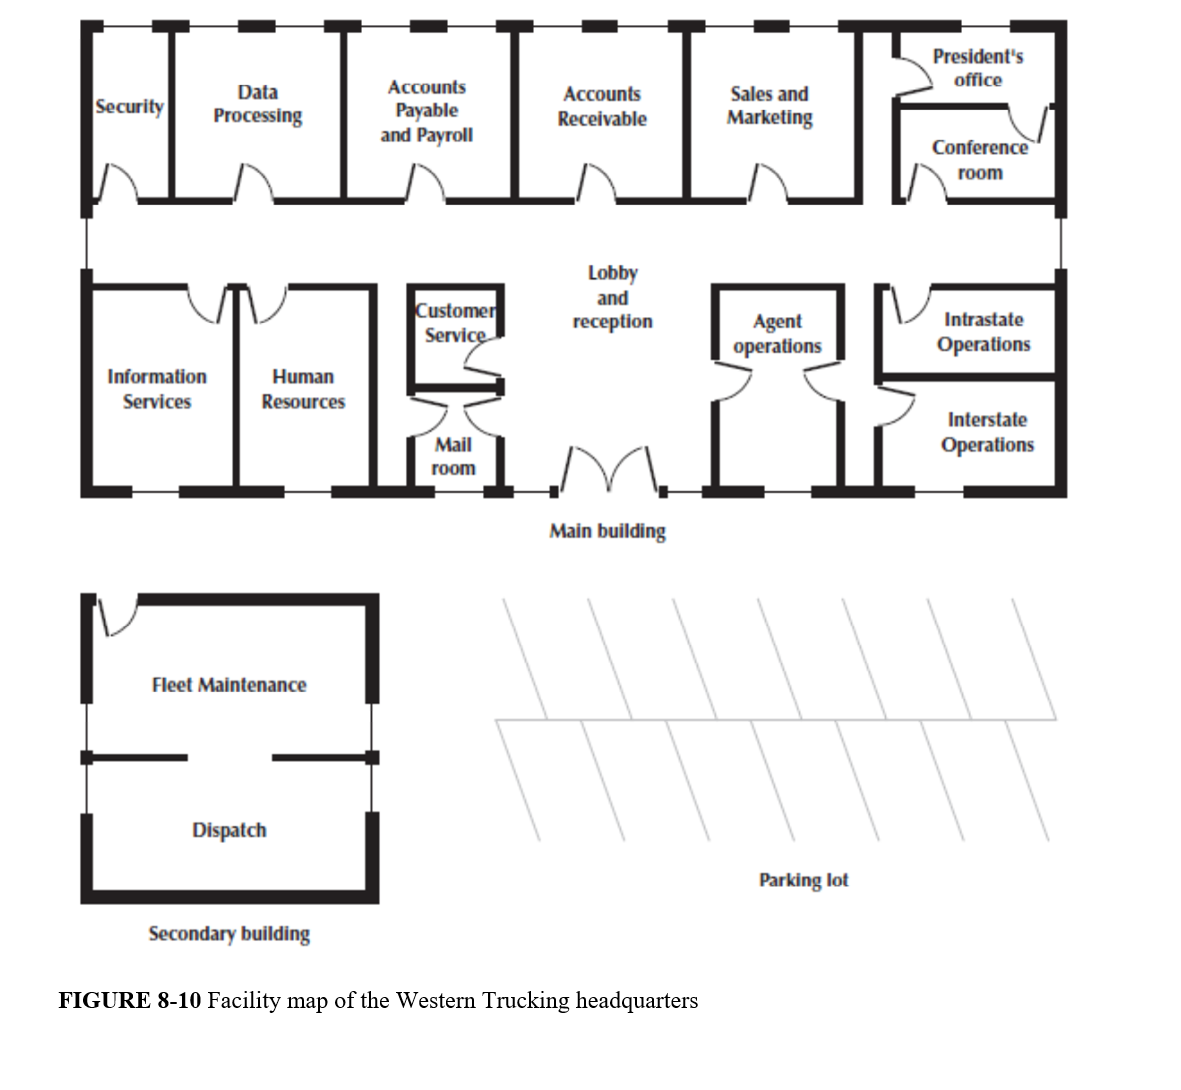 Security
Data
Processing
Accounts
Payable
and Payroll
Accounts
Receivable
Sales and
Marketing
President's
office
Conference
room
Lobby
and
reception
Information
Services
Human
Resources
Customer
Service
Mail
room
Agent
operations
Intrastate
Operations
Interstate
Operations
Main building
Fleet Maintenance
Dispatch
Secondary building
Parking lot
FIGURE 8-10 Facility map of the Western Trucking headquarters